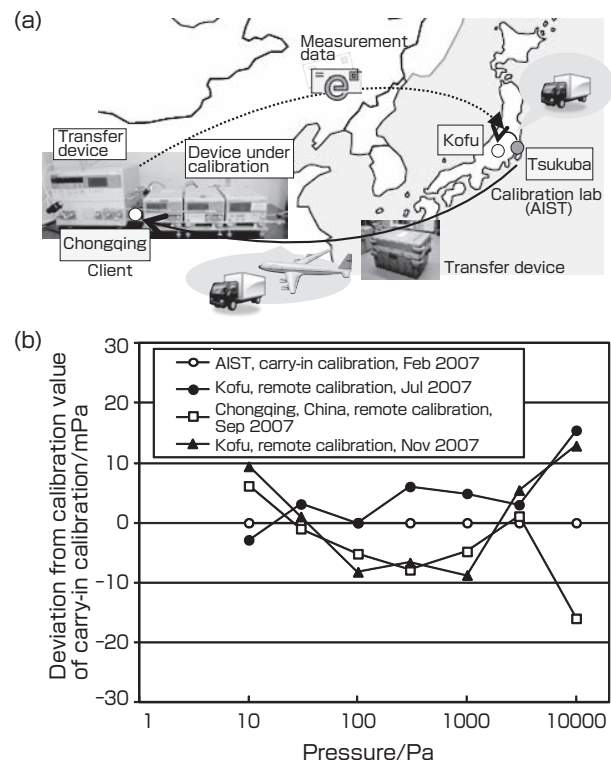 (a)
Measurement
data
Transfer
device
Device under
calibration
Kofu
Tsukuba
Calibration lab
(AIST)
Chongqing
Client
Transfer device
(b)
Deviation from calibration value
of carry-in calibration/mPa
30
20
10
0
−10
−20
−30
AIST, carry-in calibration, Feb 2007
Kofu, remote calibration, Jul 2007
Chongqing, China, remote calibration,
Sep 2007
Kofu, remote calibration, Nov 2007
1 10 100 1000 10000
Pressure/Pa